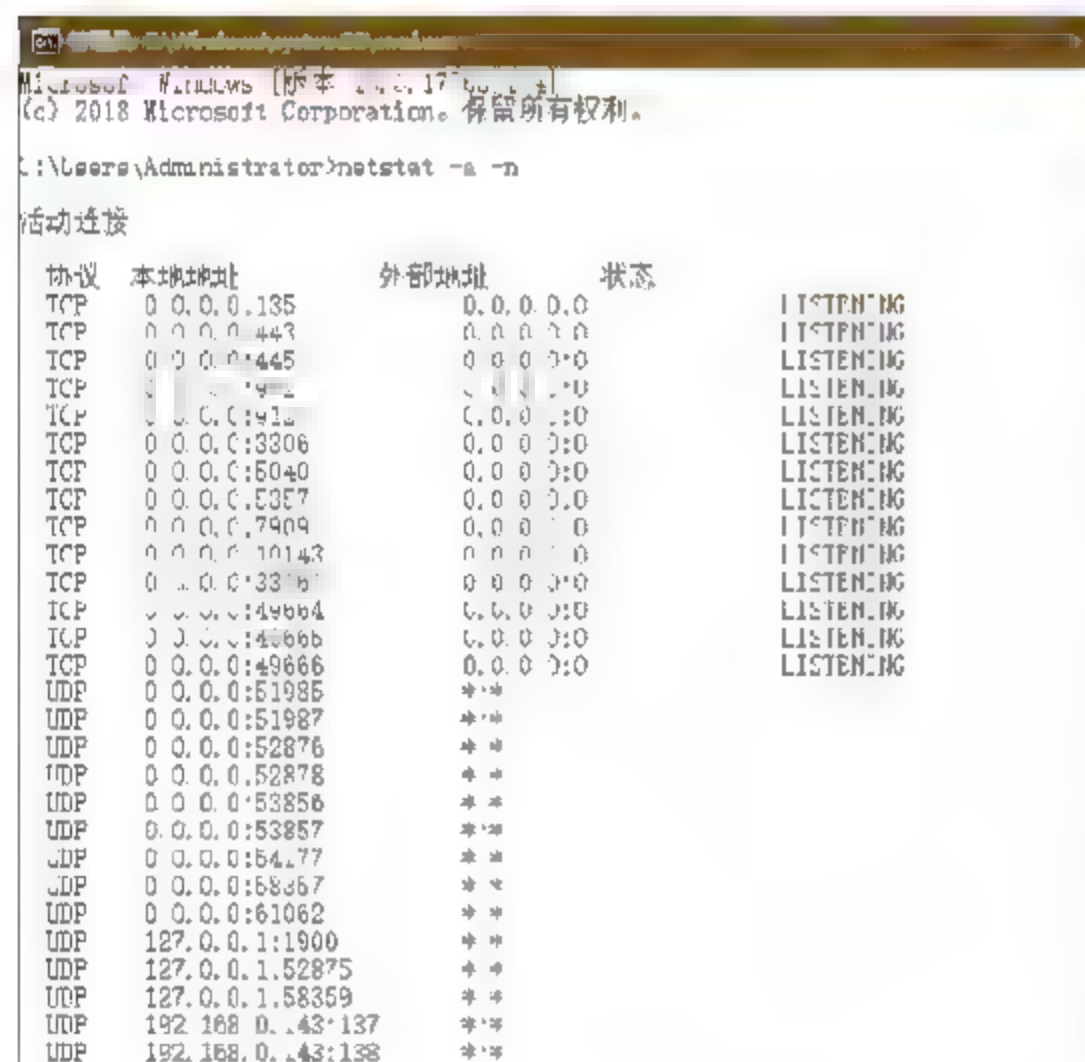 Microsoft Windows [版本
(c) 2018 Microsoft Corporation。保留所有权利。
C:\Users\Administrator>netstat -a -n
活动连接
协议 本地地址 外部地址 状态
TCP 0.0.0.0:135 0.0.0.0:0 LISTENING
TCP 0.0.0.0:443 0.0.0.0:0 LISTENING
TCP 0.0.0.0:445 0.0.0.0:0 LISTENING
TCP LISTENING
TCP 0.0.0.0:0 LISTENING
TCP 0.0.0.0:3306 0.0.0.0:0 LISTENING
TCP 0.0.0.0:5040 0.0.0.0:0 LISTENING
TCP 0.0.0.0:5357 0.0.0.0:0 LISTENING
TCP 0.0.0.0:7909 0.0.0.0:0 LISTENING
TCP 0.0.0.0:10143 0.0.0.0:0 LISTENING
TCP 0.0.0.0:0 LISTENING
TCP 0.0.0.0:49664 0.0.0.0:0 LISTENING
TCP 0.0.0.0:0 LISTENING
TCP 0.0.0.0:49666 0.0.0.0:0 LISTENING
UDP 0.0.0.0:51985 *:*
UDP 0.0.0.0:51987 *:*
UDP 0.0.0.0:52876 *:*
UDP 0.0.0.0:52878 *:*
UDP 0.0.0.0:53856 *:*
UDP 0.0.0.0:53857 *:*
UDP *:*
UDP *:*
UDP 0.0.0.0:61062 *:*
UDP 127.0.0.1:1900 *:*
UDP 127.0.0.1:52875 *:*
UDP 127.0.0.1:58359 *:*
UDP *:*
UDP *:*